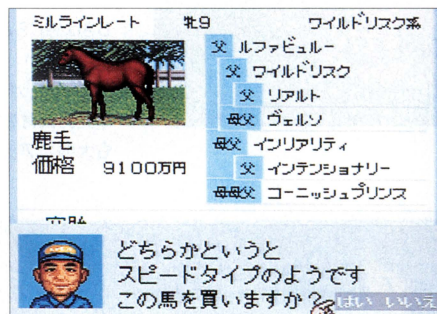 ミルラインレート 牝9 ワイルドリスク系
父 ルファビュルー
父 ワイルドリスク
父 リアルト
母父 ヴェルソ
母父 インリアリティ
父 インテンショナリー
母母父 コーニッシュプリンス
鹿毛
価格 9100万円
空胎
どちらかというと
スピードタイプのようです
この馬を買いますか? はい いいえ